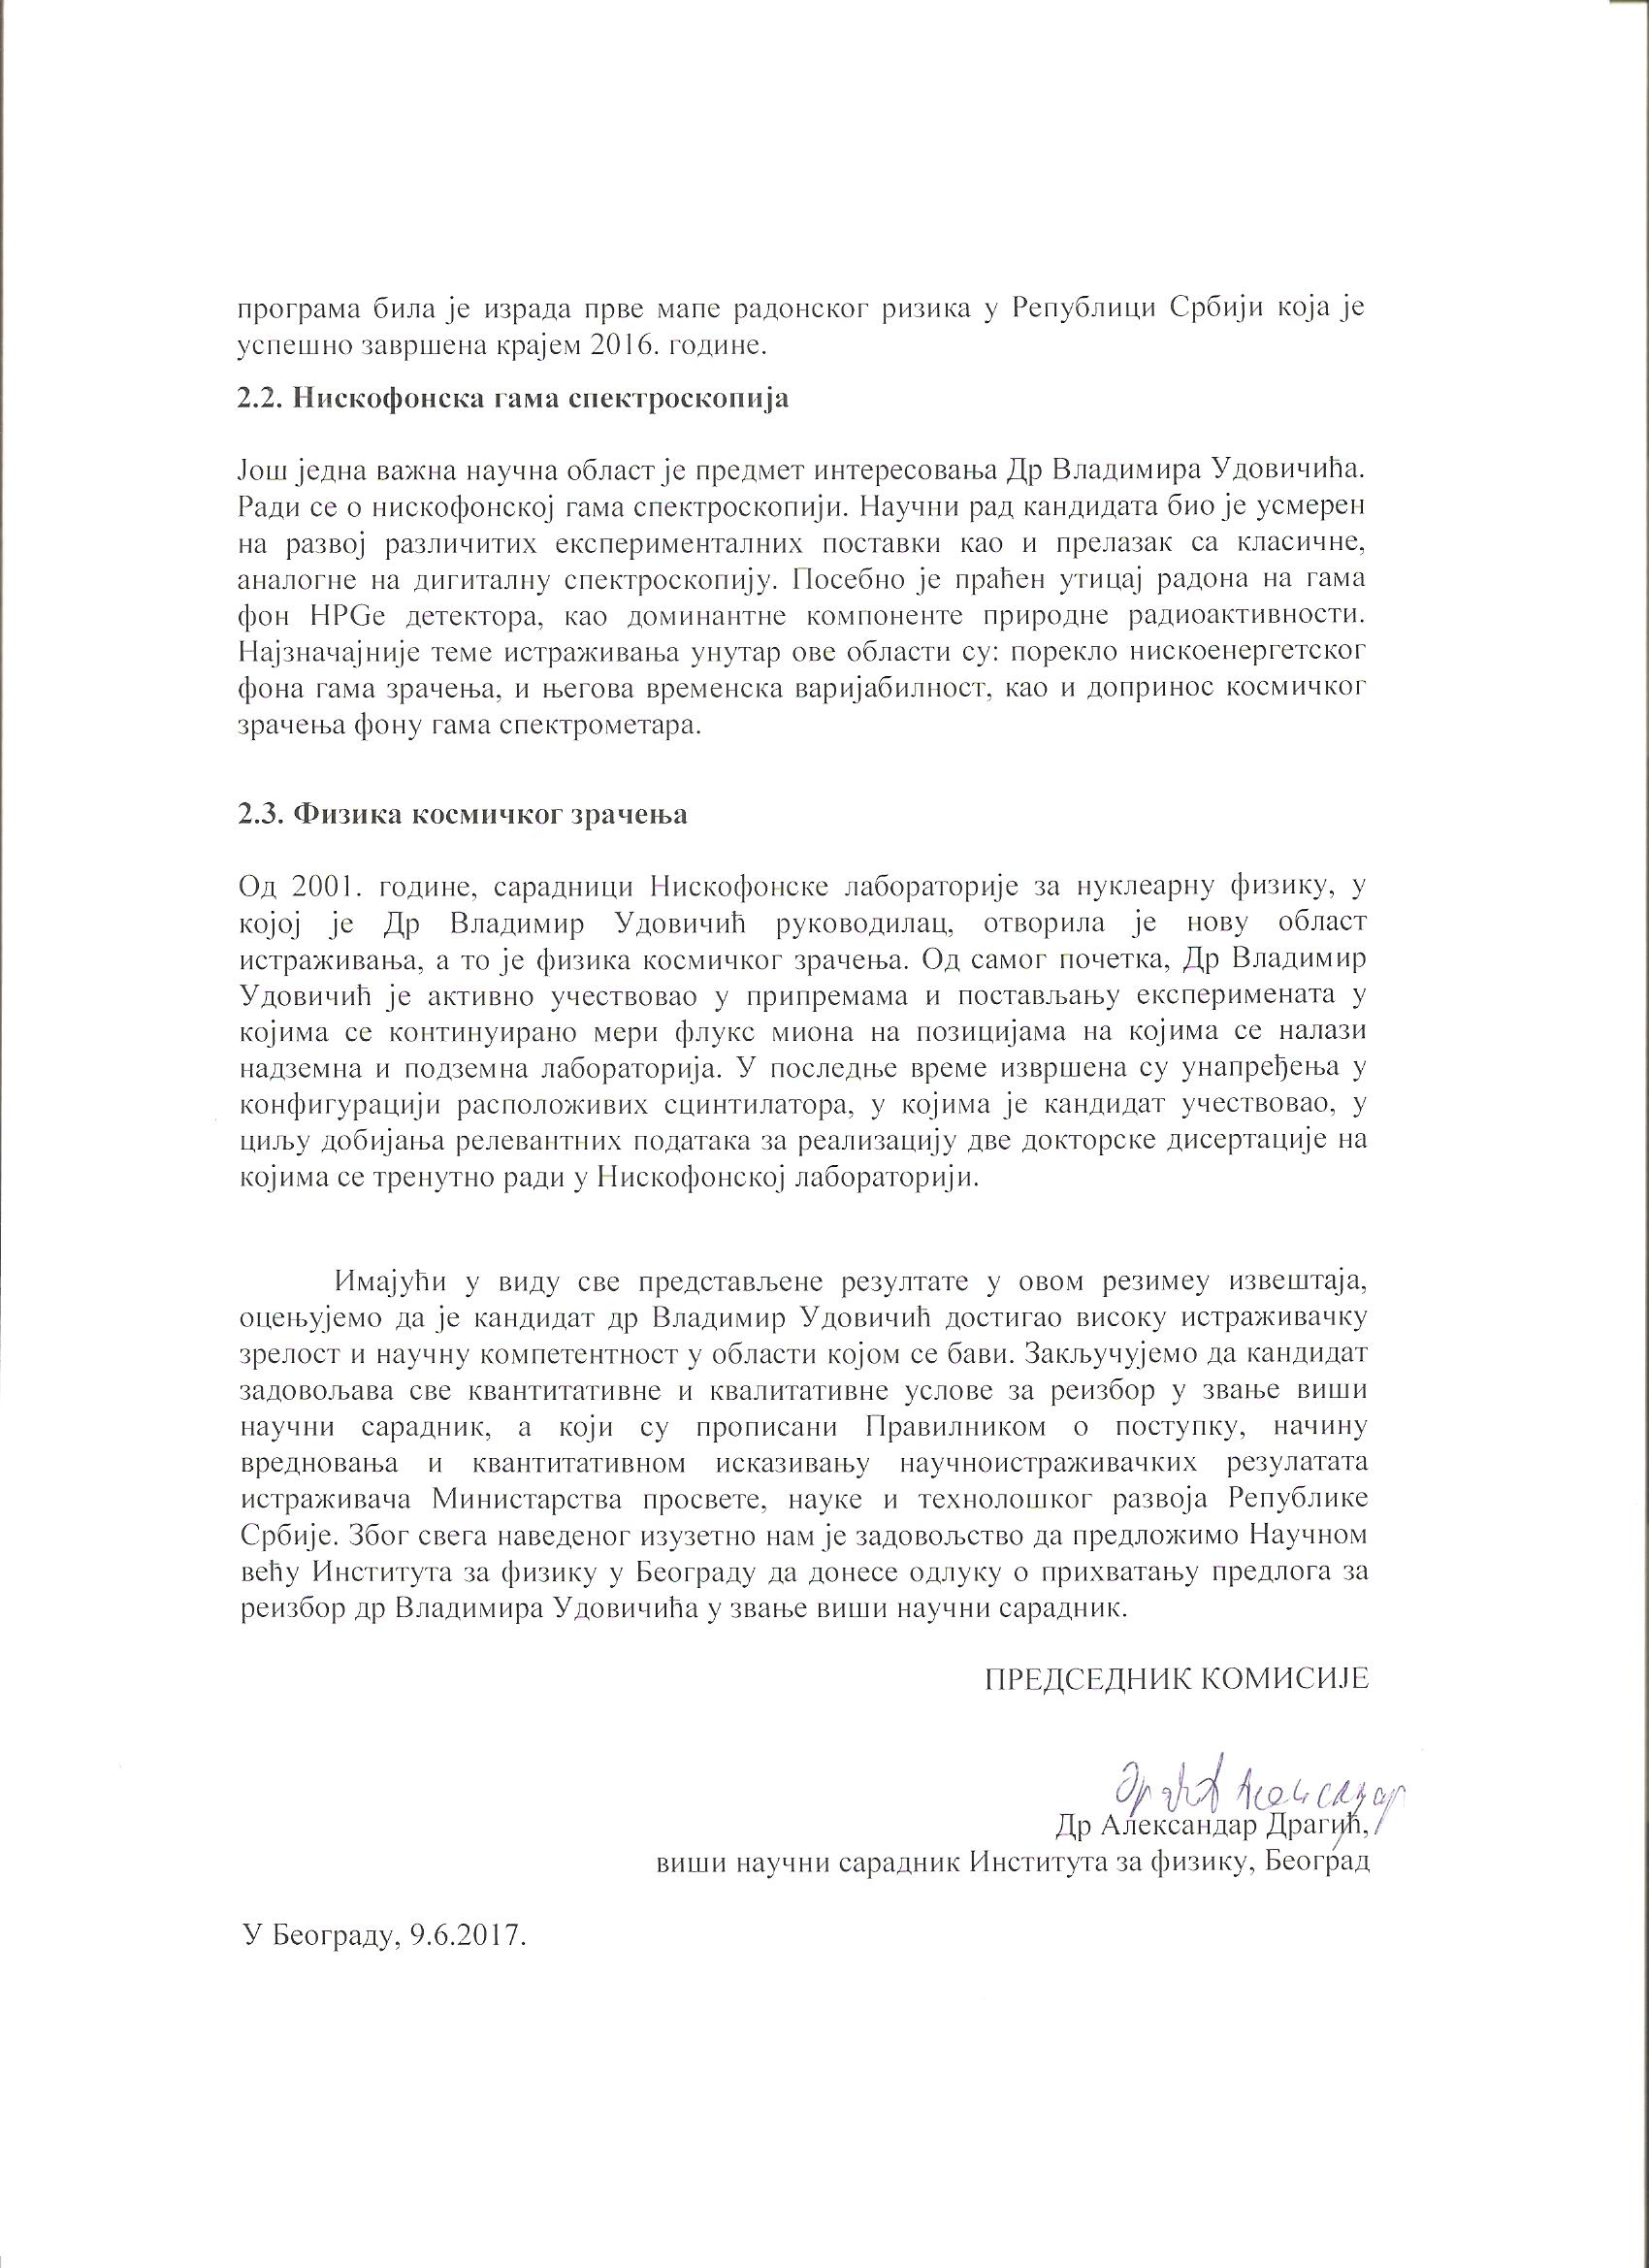 програма била је израда прве мапе радонског ризика у Републици Србији која је
успешно завршена крајем 2016. године.
2.2. Нискофонска гама спектроскопија
Још једна важна научна област је предмет интересовања Др Владимира Удовичића.
Ради се о нискофонској гама спектроскопији. Научни рад кандидата био је усмерен
на развој различитих експерименталних поставки као и прелазак са класичне,
аналогне на дигиталну спектроскопију. Посебно је праћен утицај радона на гама
фон HPGe детектора, као доминантне компоненте природне радиоактивности.
Најзначајније теме истраживања унутар ове области су: порекло нискоенергетског
фона гама зрачења, и његова временска варијабилност, као и допринос космичког
зрачења фону гама спектрометара.
2.3. Физика космичког зрачења
Од 2001. године, сарадници Нискофонске лабораторије за нуклеарну физику, у
којој је Др Владимир Удовичић руководилац, отворила је нову област
истраживања, а то је физика космичког зрачења. Од самог почетка, Др Владимир
Удовичић је активно учествовао у припремама и постављању експеримената у
којима се континуирано мери флукс миона на позицијама на којима се налази
надземна и подземна лабораторија. У последње време извршена су унапређења у
конфигурацији расположивих сцинтилатора, у којима је кандидат учествовао, у
циљу добијања релевантних података за реализацију две докторске дисертације на
којима се тренутно ради у Нискофонској лабораторији.
Имајући у виду све представљене резултате у овом резимеу извештаја,
оцењујемо да је кандидат др Владимир Удовичић достигао високу истраживачку
зрелост и научну компетентност у области којом се бави. Закључујемо да кандидат
задовољава све квантитативне и квалитативне услове за реизбор у звање виши
научни сарадник, а који су прописани Правилником о поступку, начину
вредновања и квантитативном исказивању научноистраживачких резулатата
истраживача Министарства просвете, науке и технолошког развоја Републике
Србије. Због свега наведеног изузетно нам је задовољство да предложимо Научном
већу Института за физику у Београду да донесе одлуку о прихватању предлога за
реизбор др Владимира Удовичића у звање виши научни сарадник.
ПРЕДСЕДНИК КОМИСИЈЕ
Др Александар Драгић,
виши научни сарадник Института за физику, Београд
У Београду, 9.6.2017.